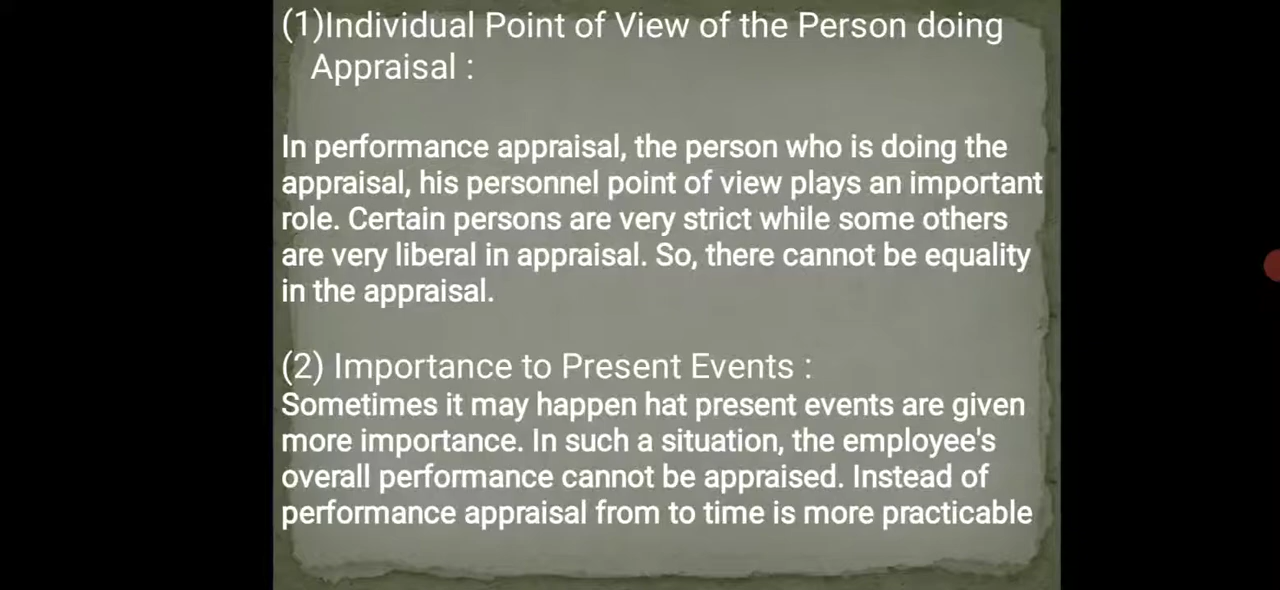 (1)Individual Point of View of the Person doing
Appraisal :
In performance appraisal, the person who is doing the
appraisal, his personnel point of view plays an important
role. Certain persons are very strict while some others
are very liberal in appraisal. So, there cannot be equality
in the appraisal.
(2) Importance to Present Events :
Sometimes it may happen hat present events are given
more importance. In such a situation, the employee's
overall performance cannot be appraised. Instead of
performance appraisal from to time is more practicable